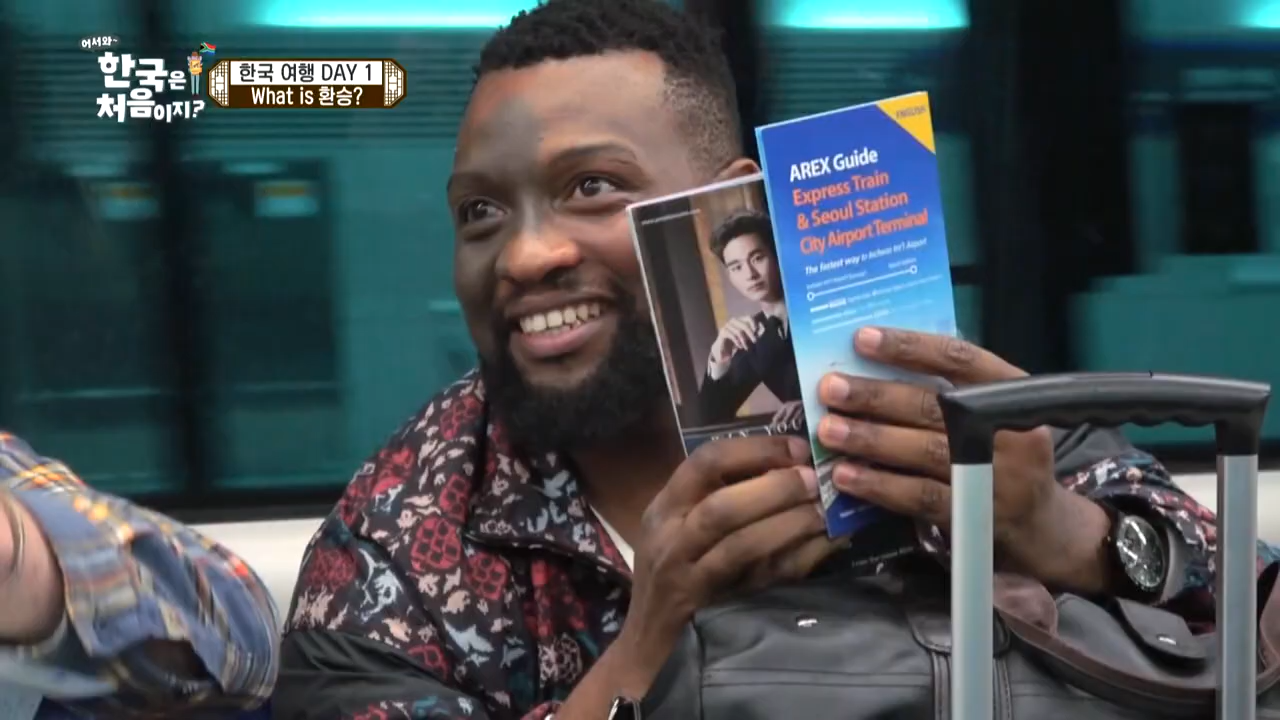 어서와~
한국은
처음이지?
한국 여행 DAY 1
What is 환승?
ENGLISH
AREX Guide
Express Train
& Seoul Station
City Airport Terminal
The fastest way to Incheon Int'l Airport